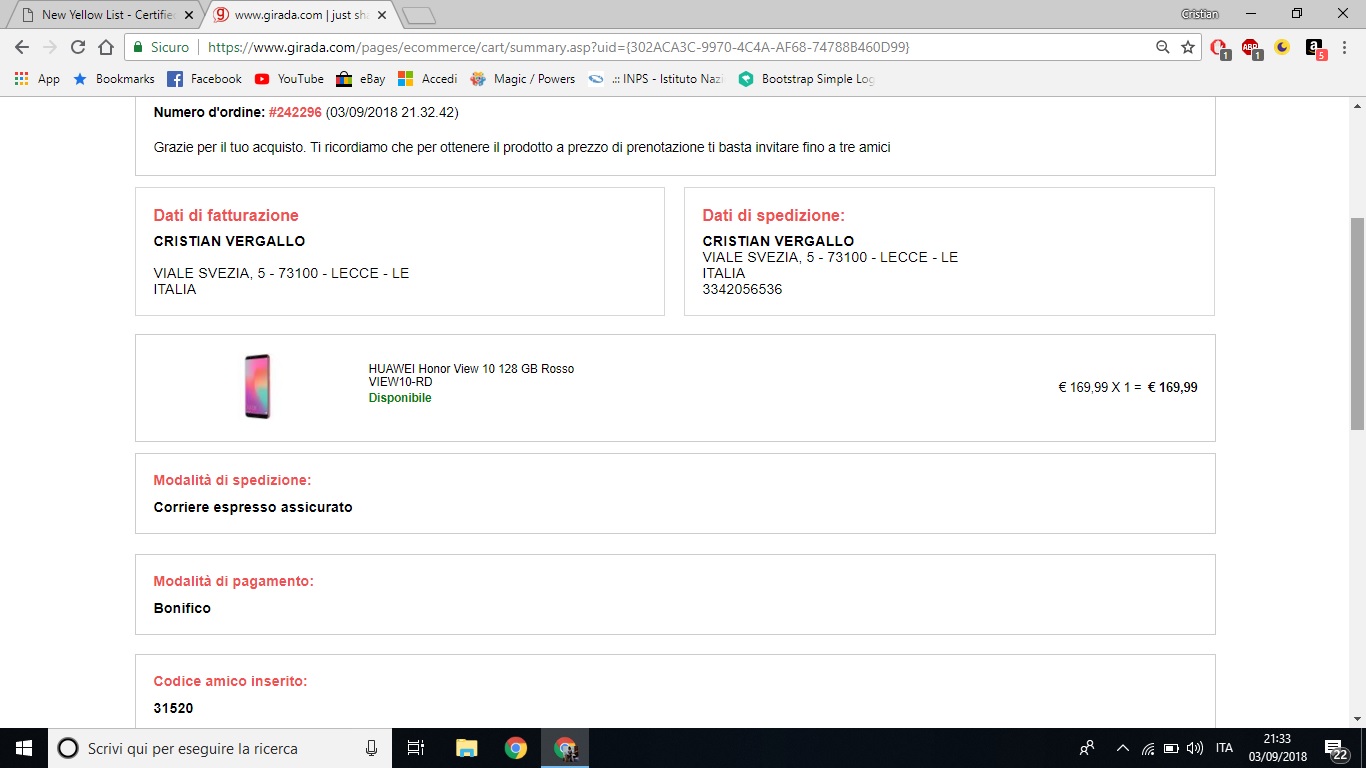 New Yellow List - Certified
www.girada.com | just sh
Cristian
Sicuro
https://www.girada.com/pages/ecommerce/cart/summary.asp?uid={302ACA3C-9970-4C4A-AF68-74788B460D99}
1
ABP
1
a
5
App
Bookmarks
Facebook
YouTube
eBay
Accedi
Magic / Powers
.:: INPS - Istituto Nazi
Bootstrap Simple Log
Numero d'ordine: #242296 (03/09/2018 21.32.42)
Grazie per il tuo acquisto. Ti ricordiamo che per ottenere il prodotto a prezzo di prenotazione ti basta invitare fino a tre amici
Dati di fatturazione
CRISTIAN VERGALLO
VIALE SVEZIA, 5 - 73100 - LECCE - LE
ITALIA
Dati di spedizione:
CRISTIAN VERGALLO
VIALE SVEZIA, 5 - 73100 - LECCE - LE
ITALIA
3342056536
HUAWEI Honor View 10 128 GB Rosso
VIEW10-RD
Disponibile
€ 169,99 X 1 = € 169,99
Modalità di spedizione:
Corriere espresso assicurato
Modalità di pagamento:
Bonifico
Codice amico inserito:
31520
Scrivi qui per eseguire la ricerca
ITA
21:33
03/09/2018
22